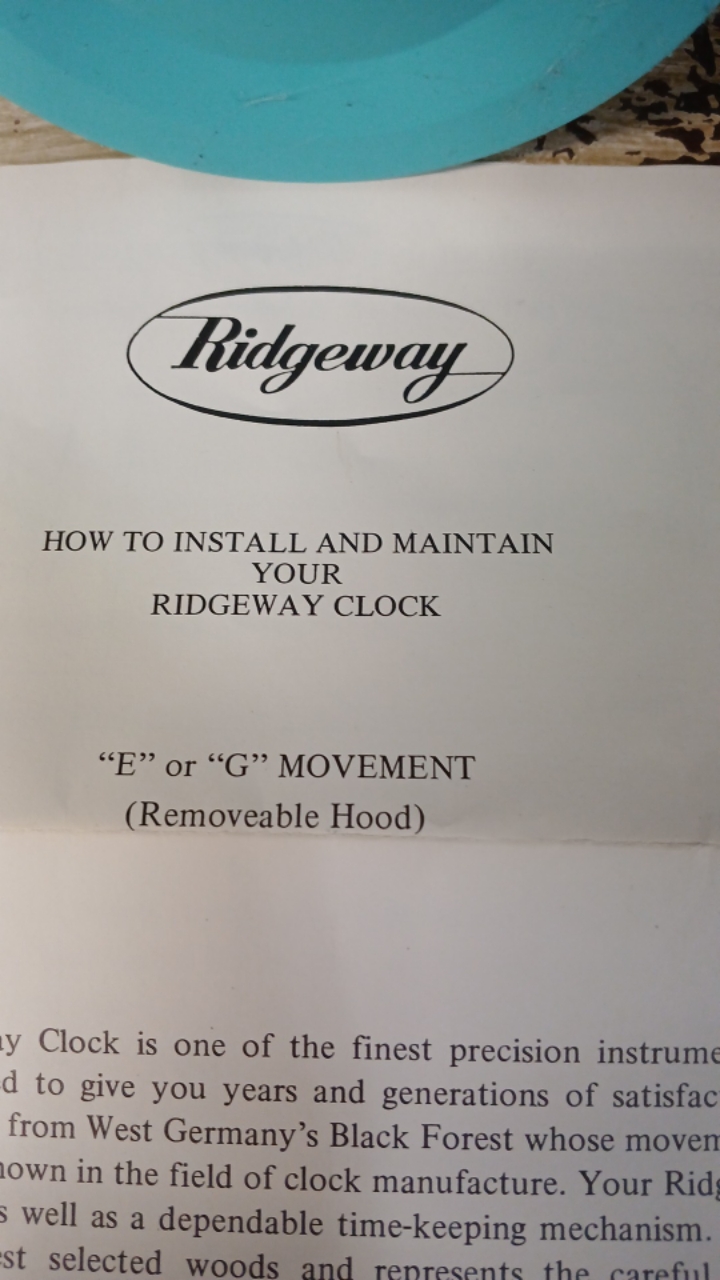 Ridgeway
HOW TO INSTALL AND MAINTAIN
YOUR
RIDGEWAY CLOCK
“E” or “G” MOVEMENT
(Removeable Hood)
Clock is one of the finest precision
to give you years and generations of
from West Germany’s Black Forest whose
in the field of clock manufacture. Your
well as a dependable time-keeping mechanism.
selected woods and represents the careful